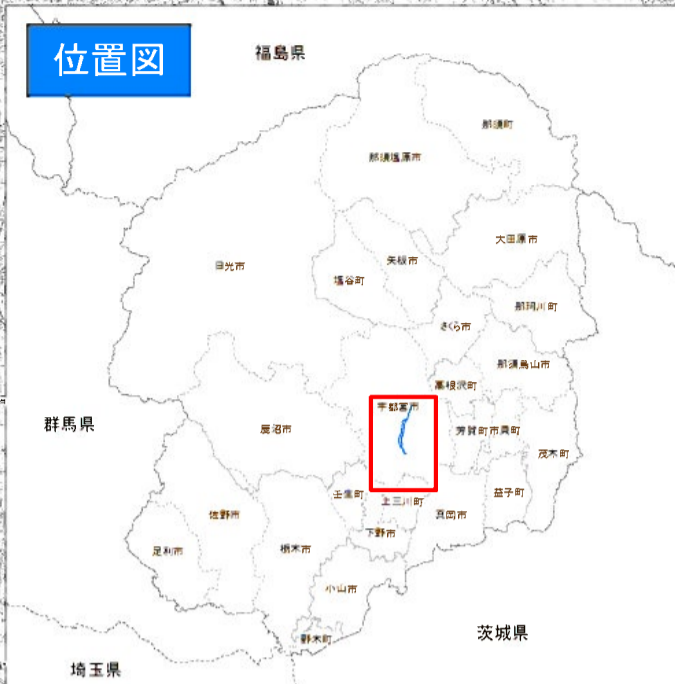 位置図
福島県
那須町
那須塩原市
大田原市
矢板市
日光市
塩谷町
那珂川町
さくら市
那須烏山市
高根沢町
宇都宮市
群馬県
鹿沼市
芳賀町
市貝町
茂木町
壬生町
上三川町
真岡市
益子町
佐野市
下野市
足利市
栃木市
小山市
茨城県
野木町
埼玉県